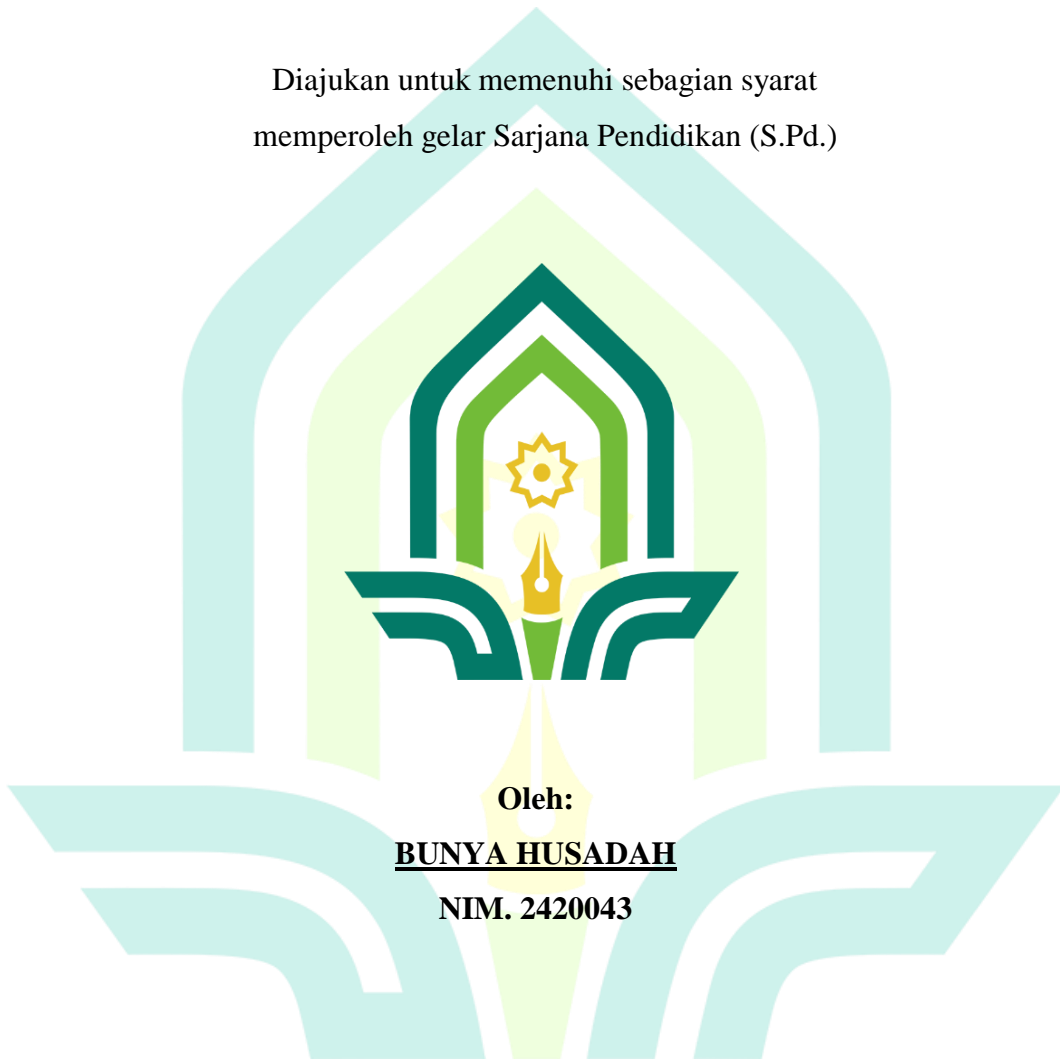 Diajukan untuk memenuhi sebagian syarat
memperoleh gelar Sarjana Pendidikan (S.Pd.)
Oleh:
BUNYA HUSADAH
NIM. 2420043